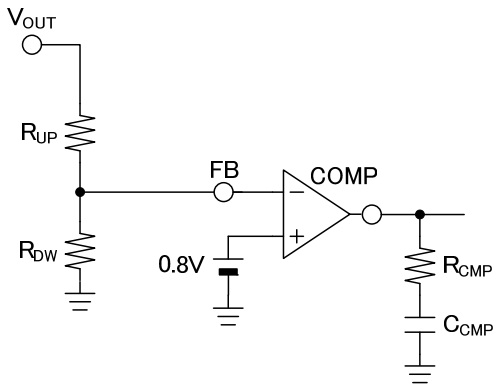 VOUT
RUP
FB
COMP
−
+
RDW
0.8V
RCMP
CCMP